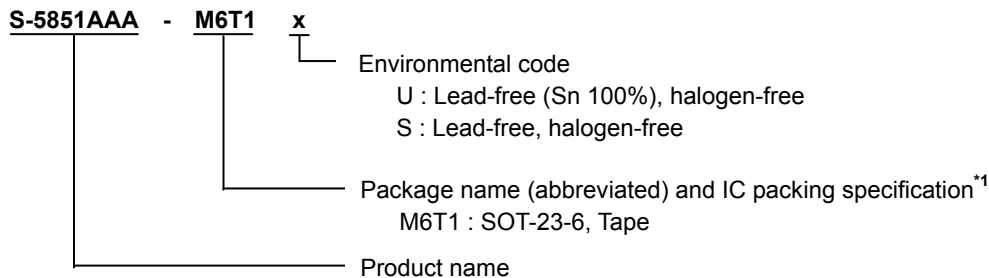 S-5851AAA - M6T1 x
Environmental code
U : Lead-free (Sn 100%), halogen-free
S : Lead-free, halogen-free
Package name (abbreviated) and IC packing specification*1
M6T1 : SOT-23-6, Tape
Product name